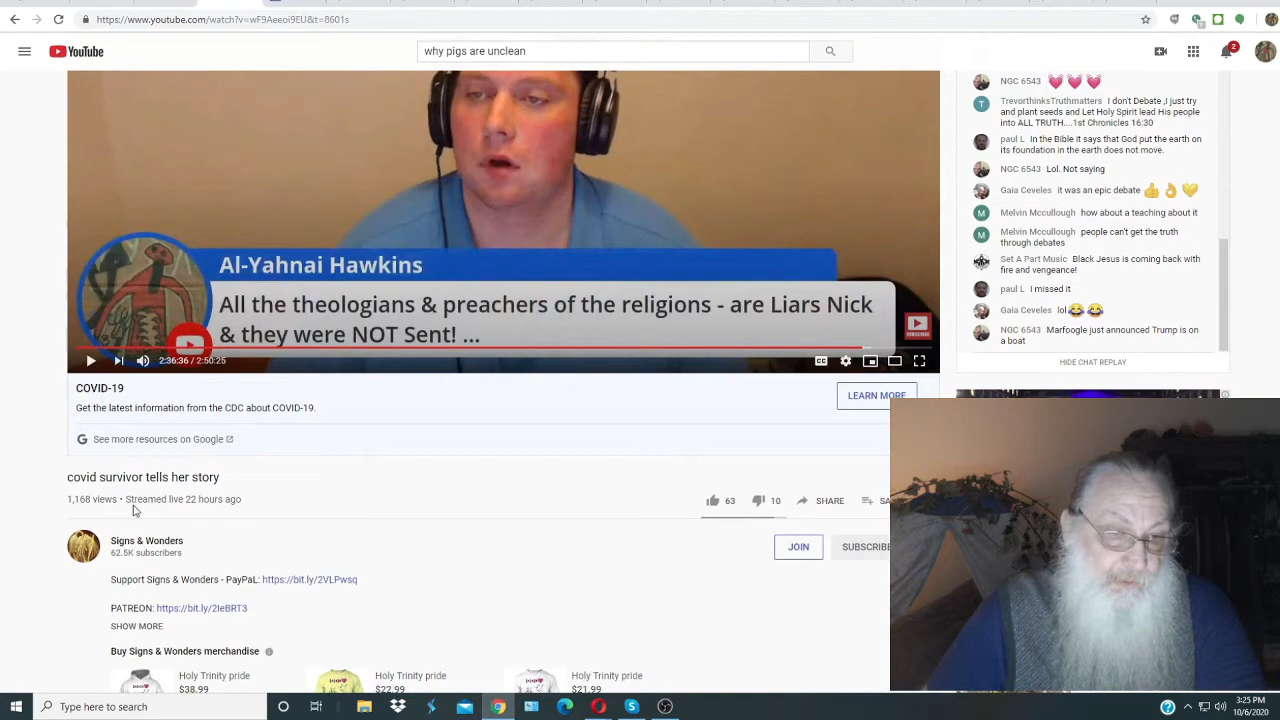 https://www.youtube.com/watch?v=wF9Aeeoi9EU&t=8601s
YouTube
why pigs are unclean
2
Al-Yahnai Hawkins
All the theologians & preachers of the religions - are Liars Nick
& they were NOT Sent! ...
2:36:36 / 2:50:25
CC
COVID-19
Get the latest information from the CDC about COVID-19.
LEARN MORE
See more resources on Google
covid survivor tells her story
1,168 views • Streamed live 22 hours ago
63
10
SHARE
SA
Signs & Wonders
62.5K subscribers
JOIN
SUBSCRIBE
Support Signs & Wonders - PayPaL: https://bit.ly/2VLPwsq
PATREON: https://bit.ly/2IeBRT3
SHOW MORE
Buy Signs & Wonders merchandise
Holy Trinity pride
$38.99
Holy Trinity pride
$22.99
Holy Trinity pride
$21.99
NGC 6543
TrevorthinksTruthmatters I don't Debate ,I just try
and plant seeds and Let Holy Spirit lead His people
into ALL TRUTH....1st Chronicles 16:30
paul L In the Bible it says that God put the earth on
its foundation in the earth does not move.
NGC 6543 Lol. Not saying
Gaia Ceveles it was an epic debate
M Melvin Mccullough how about a teaching about it
M Melvin Mccullough people can't get the truth
through debates
Set A Part Music Black Jesus is coming back with
fire and vengeance!
paul L I missed it
Gaia Ceveles lol
NGC 6543 Marfoogle just announced Trump is on
a boat
HIDE CHAT REPLAY
Type here to search
3:25 PM
10/6/2020